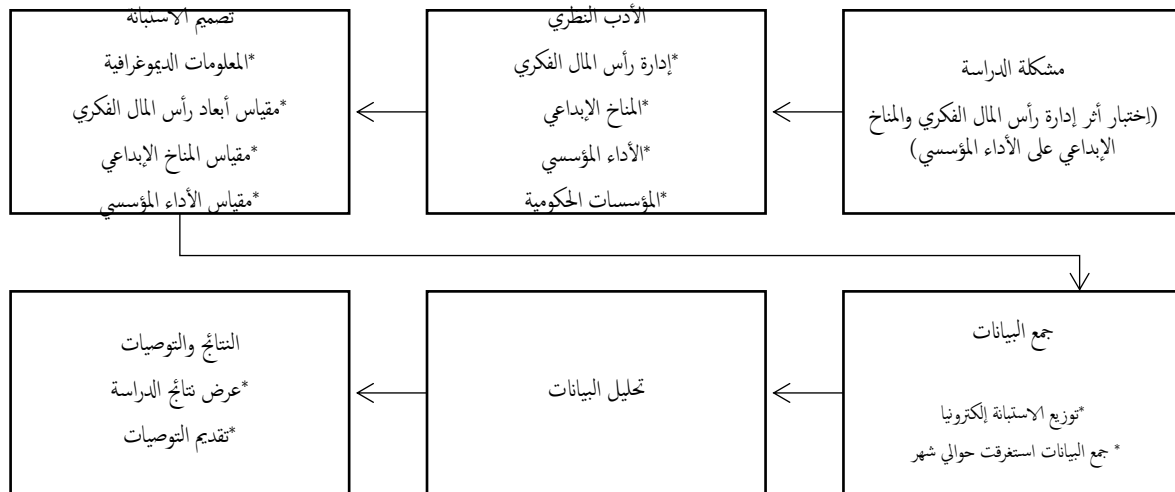 مشكلة الدراسة
(إختبار أثر إدارة رأس المال الفكري والمناخ
الإبداعي على الأداء المؤسسي)
الأدب النظري
*إدارة رأس المال الفكري
*المناخ الإبداعي
*الأداء المؤسسي
*المؤسسات الحكومية
تصميم الاستبانة
*المعلومات الديموغرافية
*مقياس أبعاد رأس المال الفكري
*مقياس المناخ الإبداعي
*مقياس الأداء المؤسسي
جمع البيانات
*توزيع الاستبانة إلكترونيا
* جمع البيانات استغرقت حوالي شهر
تحليل البيانات
النتائج والتوصيات
*عرض نتائج الدراسة
*تقديم التوصيات